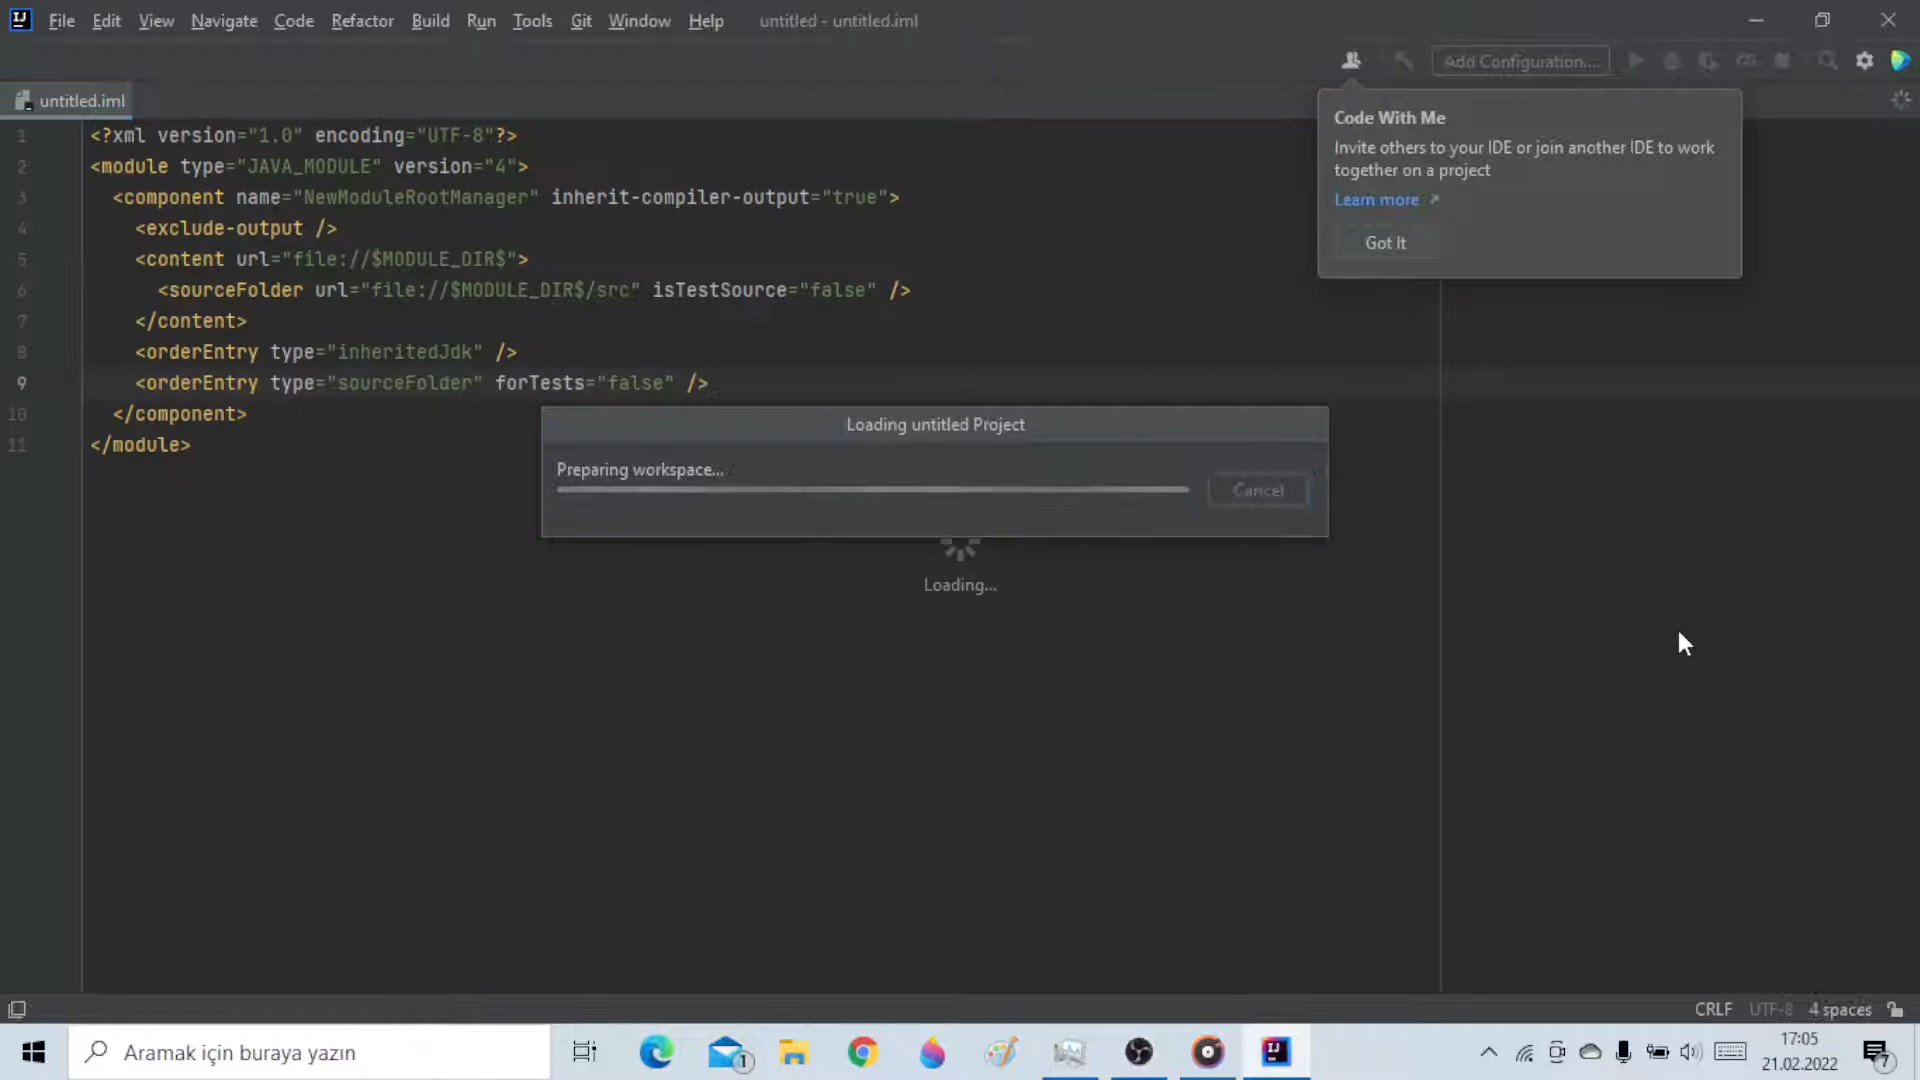 File Edit View Navigate Code Refactor Build Run Tools Git Window Help untitled - untitled.iml
Add Configuration...
untitled.iml
Code With Me
Invite others to your IDE or join another IDE to work
together on a project
Learn more
Got It
1 <?xml version="1.0" encoding="UTF-8"?>
2 <module type="JAVA_MODULE" version="4">
3 <component name="NewModuleRootManager" inherit-compiler-output="true">
4 <exclude-output />
5 <content url="file://$MODULE_DIR$">
6 <sourceFolder url="file://$MODULE_DIR$/src" isTestSource="false" />
7 </content>
8 <orderEntry type="inheritedJdk" />
9 <orderEntry type="sourceFolder" forTests="false" />
10 </component>
11 </module>
Loading untitled Project
Preparing workspace...
Cancel
Loading...
CRLF UTF-8 4 spaces
Aramak için buraya yazın
1
17:05
21.02.2022
7